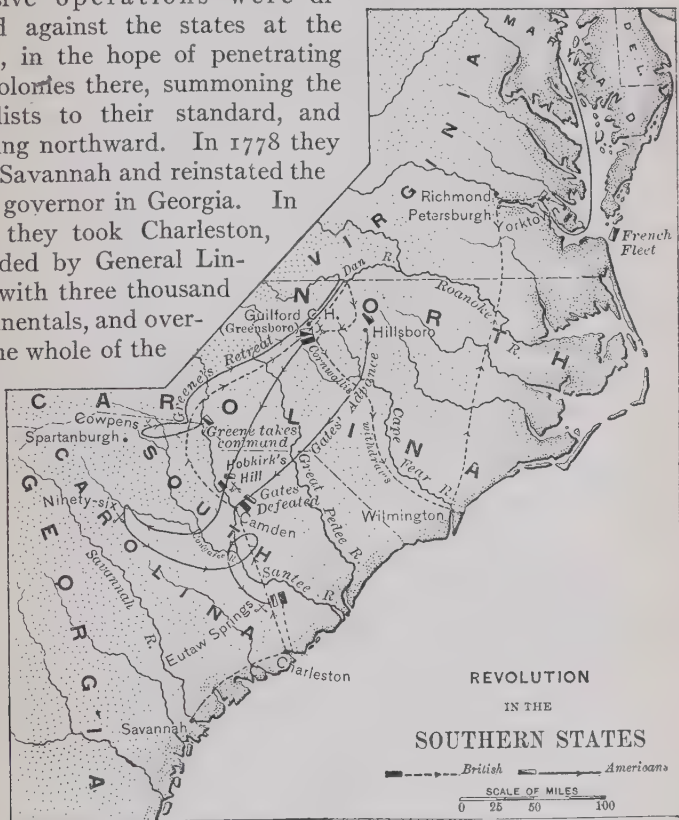 sive operations were di-
d against the states at the
, in the hope of penetrating
olonies there, summoning the
lists to their standard, and
ing northward. In 1778 they
Savannah and reinstated the
governor in Georgia. In
they took Charleston,
ded by General Lin-
with three thousand
nentals, and over-
ne whole of the
MARYLAND
DEL.
VIRGINIA
Richmond
Petersburgh
Yorktown
French
Fleet
Dan R.
Roanoke R.
NORTH
CAROLINA
Guilford C.H.
(Greensboro)
Hillsboro
Greene's Retreat
Cornwallis
withdraws
Gates' Advance
Cape
Fear R.
Cowpens
Spartanburgh
Greene takes
command
Hobkirk's
Hill
Gates
Defeated
Camden
Great
Pedee R.
Wilmington
Ninety-six
SOUTH
CAROLINA
Congaree R.
Santee R.
Savannah
R.
Eutaw Springs
Charleston
GEORGIA
Savannah
REVOLUTION
IN THE
SOUTHERN STATES
British Americans
SCALE OF MILES
0 25 50 100